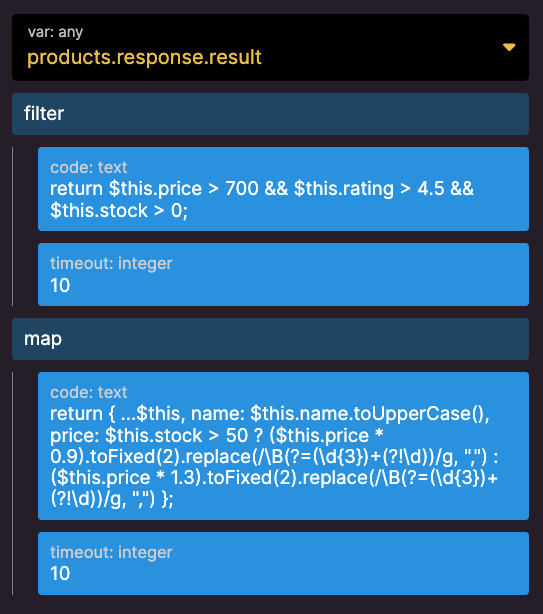 var: any
products.response.result
filter
code: text
return $this.price > 700 && $this.rating > 4.5 &&
$this.stock > 0;
timeout: integer
10
map
code: text
return { ...$this, name: $this.name.toUpperCase(),
price: $this.stock > 50 ? ($this.price *
0.9).toFixed(2).replace(/\B(?=(\d{3})+(?!\d))/g, ",") :
($this.price * 1.3).toFixed(2).replace(/\B(?=(\d{3})+
(?!\d))/g, ",") };
timeout: integer
10